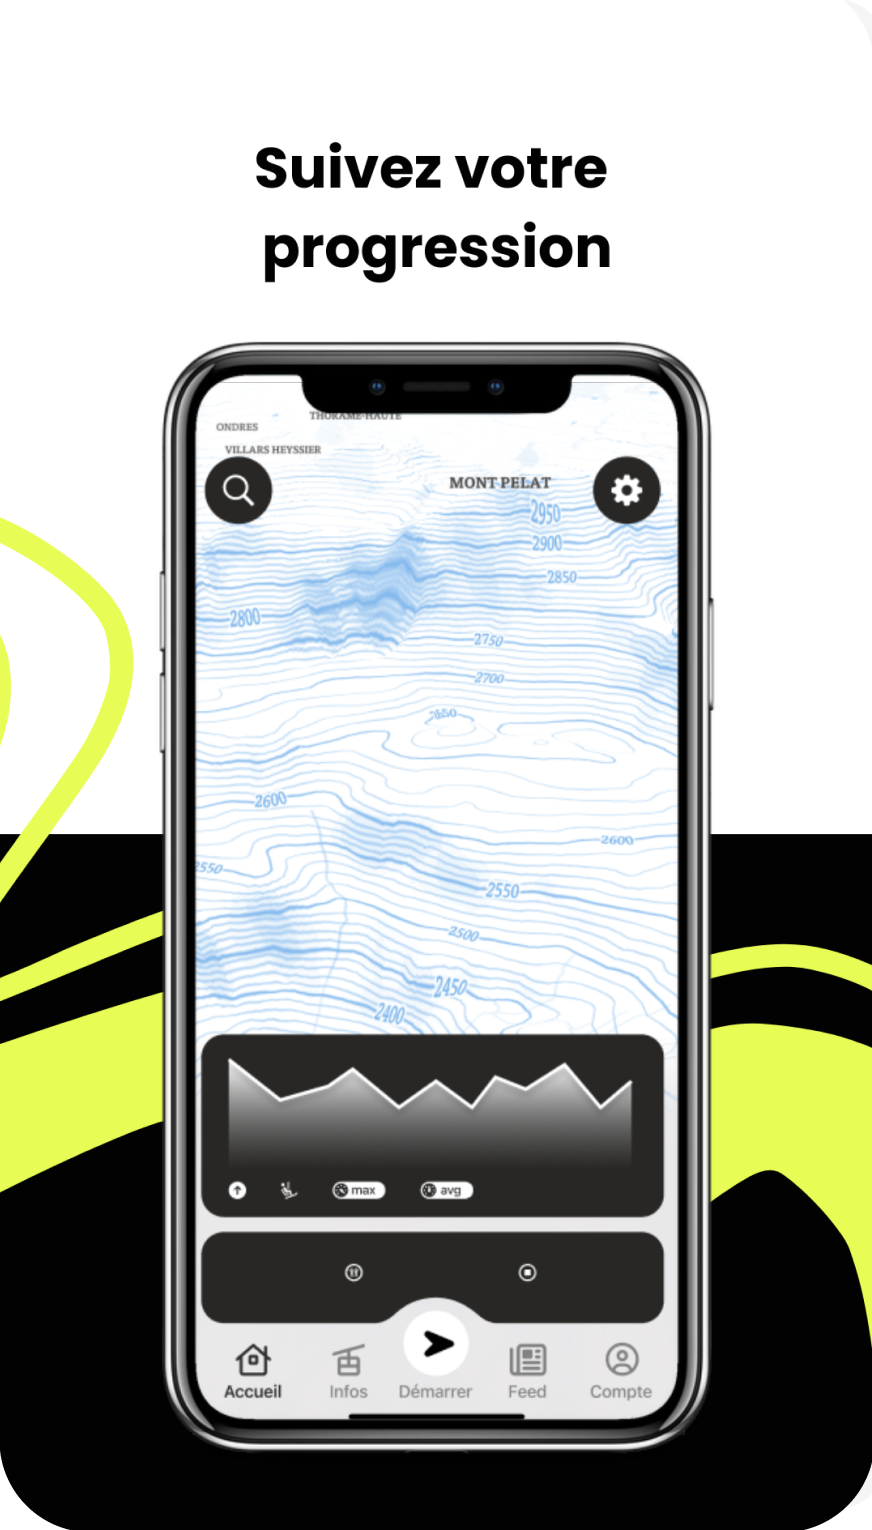 Suivez votre
progression
THORAME-HAUTE
ONDRES
VILLARS HEYSSIER
MONT PELAT
2950
2900
2850
2800
2750
2700
2600
2600
2550
2550
2500
2450
2400
max avg
Accueil Infos Démarrer Feed Compte